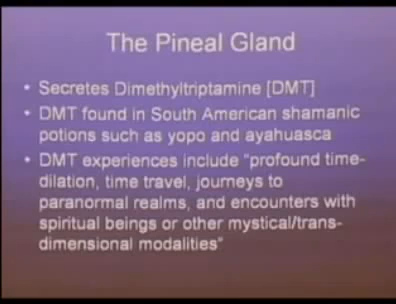 The Pineal Gland
• Secretes Dimethyltriptamine [DMT]
• DMT found in South American shamanic
potions such as yopo and ayahuasca
• DMT experiences include "profound time-
dilation, time travel, journeys to
paranormal realms, and encounters with
spiritual beings or other mystical/trans-
dimensional modalities"